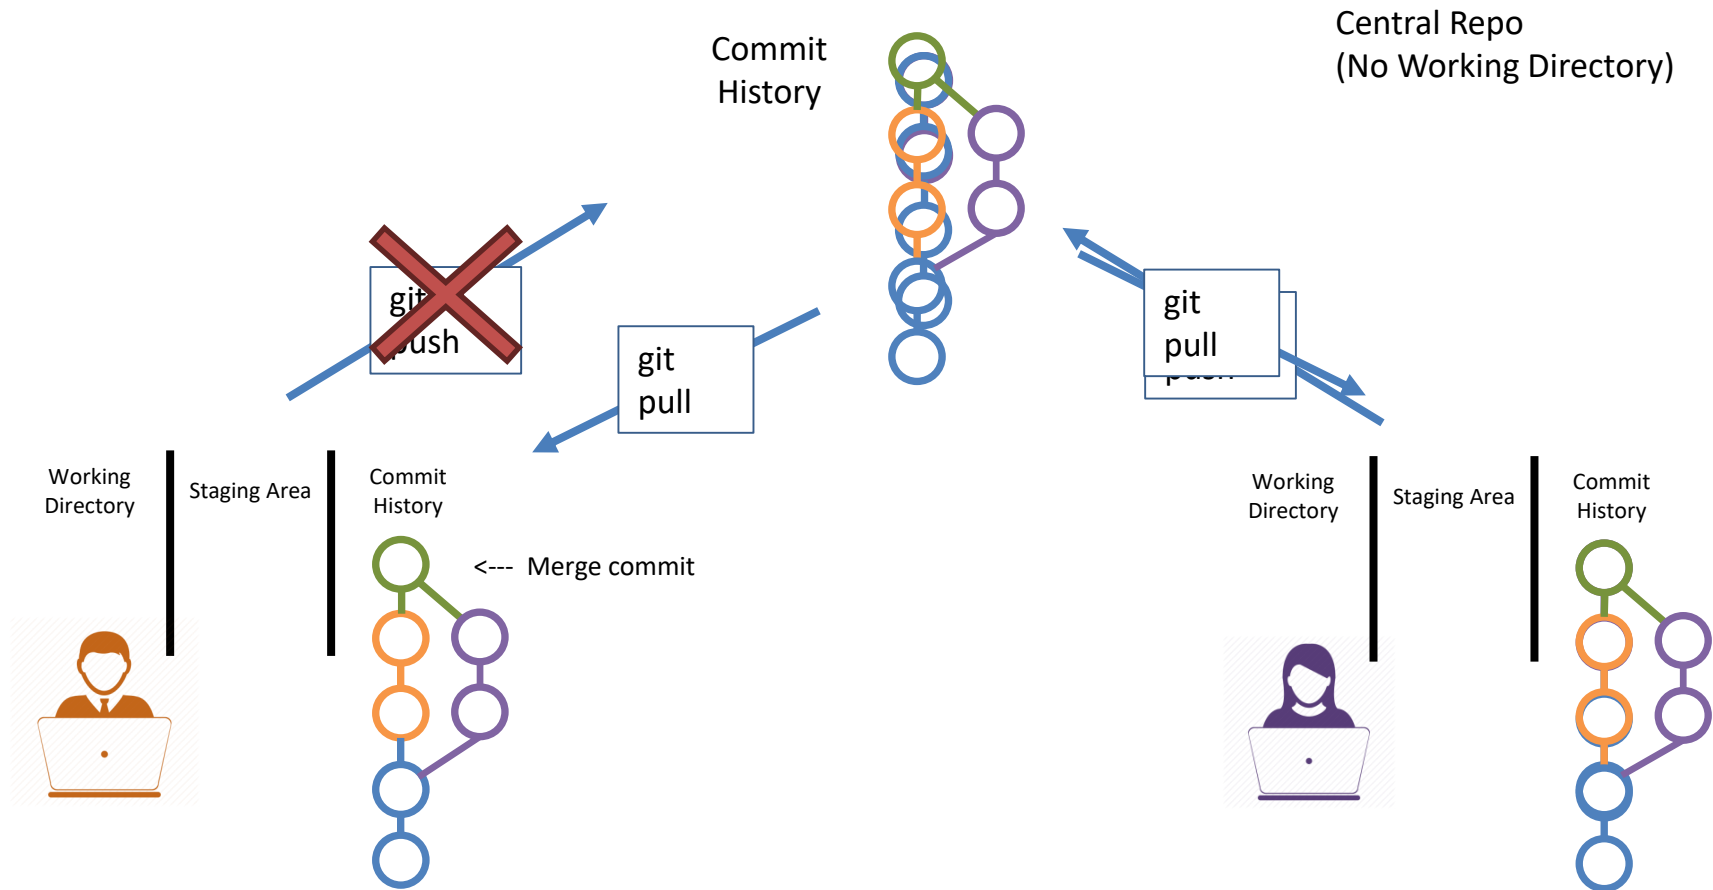 Commit
History
Central Repo
(No Working Directory)
git
push
git
pull
git
pull
push
Working
Directory
Staging Area
Commit
History
<--- Merge commit
Working
Directory
Staging Area
Commit
History